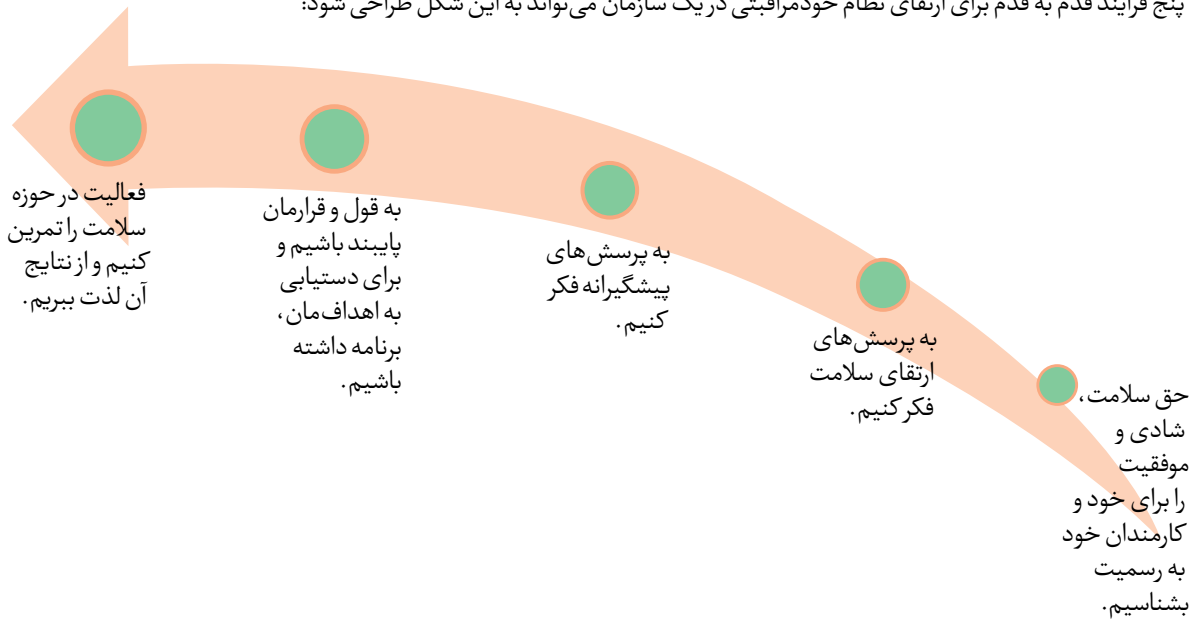 پنج فرایند قدم به قدم برای ارتقای نظام خودمراقبتی در یک سازمان می‌تواند به این شکل طراحی شود:
حق سلامت،
شادی و
موفقیت
را برای خود و
کارمندان خود
به رسمیت
بشناسیم.
به پرسش‌های
ارتقای سلامت
فکر کنیم.
به پرسش‌های
پیشگیرانه فکر
کنیم.
به قول و قرارمان
پایبند باشیم و
برای دستیابی
به اهداف‌مان،
برنامه داشته
باشیم.
فعالیت در حوزه
سلامت را تمرین
کنیم و از نتایج
آن لذت ببریم.